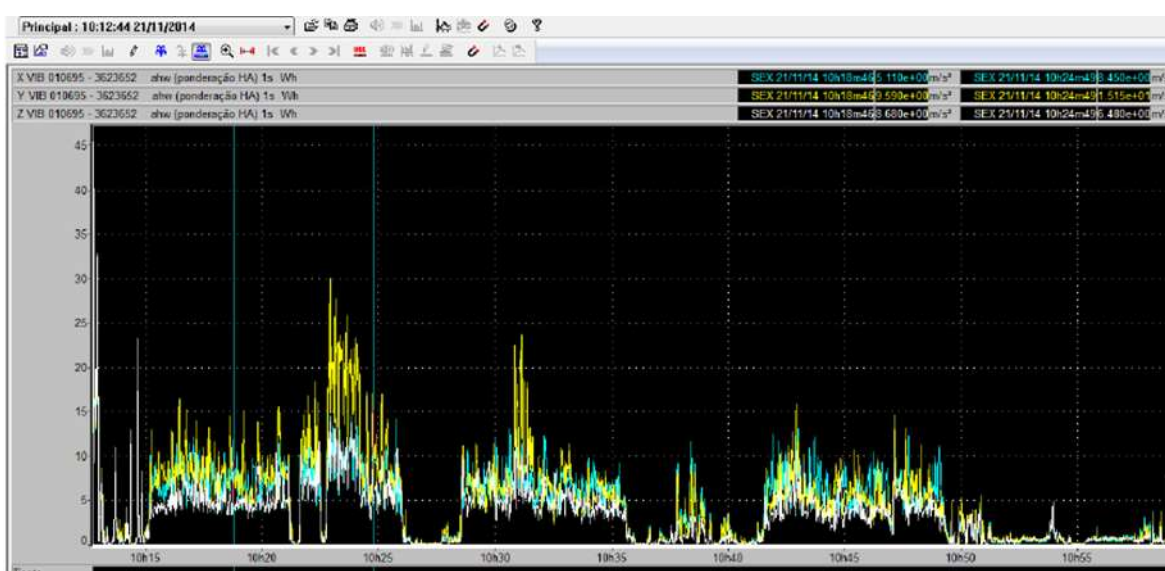 Principal : 10:12:44 21/11/2014
X VIB 010695 - 3623652 ahw (ponderação HA) 1s Wh SEX 21/11/14 10h18m46 5.110e+00 m/s² SEX 21/11/14 10h24m49 8.450e+00 m/s
Y VIB 010695 - 3623652 ahw (ponderação HA) 1s Wh SEX 21/11/14 10h18m46 9.590e+00 m/s² SEX 21/11/14 10h24m49 1.515e+01 m/s
Z VIB 010695 - 3623652 ahw (ponderação HA) 1s Wh SEX 21/11/14 10h18m46 3.680e+00 m/s² SEX 21/11/14 10h24m49 6.480e+00 m/s
45
40
35
30
25
20
15
10
5
0
10h15 10h20 10h25 10h30 10h35 10h40 10h45 10h50 10h55